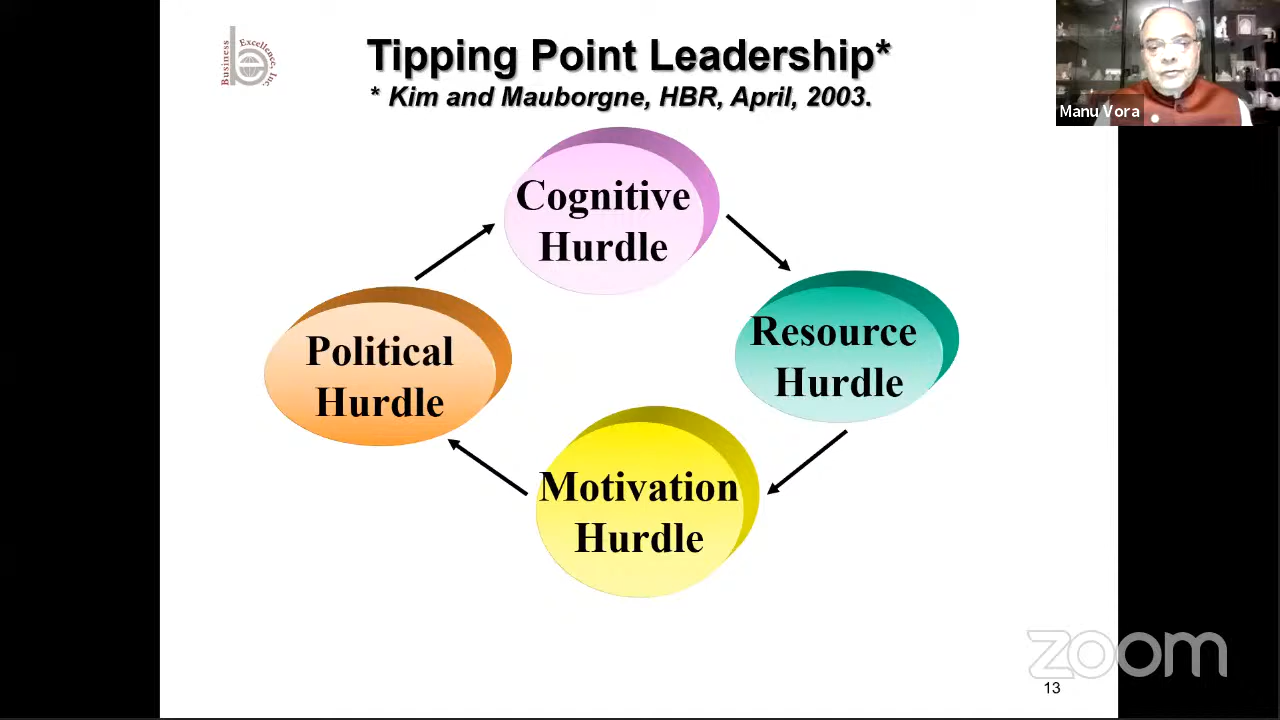 Business
Excellence, Inc.
Tipping Point Leadership*
* Kim and Mauborgne, HBR, April, 2003.
Manu Vora
Cognitive
Hurdle
Resource
Hurdle
Political
Hurdle
Motivation
Hurdle
zoom
13